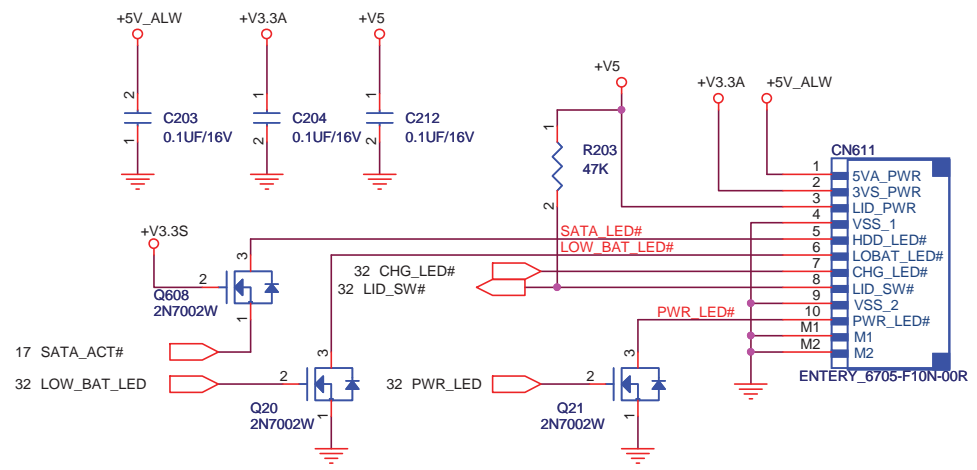 +5V_ALW
+V3.3A
+V5
2
1
C203
0.1UF/16V
1
2
C204
0.1UF/16V
1
2
C212
0.1UF/16V
+V5
+V3.3A
+5V_ALW
1
2
R203
47K
CN611
1 5VA_PWR
2 3VS_PWR
3 LID_PWR
4 VSS_1
5 HDD_LED#
6 LOBAT_LED#
7 CHG_LED#
8 LID_SW#
9 VSS_2
10 PWR_LED#
M1 M1
M2 M2
ENTERY_6705-F10N-00R
SATA_LED#
LOW_BAT_LED#
32 CHG_LED#
32 LID_SW#
PWR_LED#
+V3.3S
3
2
1
Q608
2N7002W
17 SATA_ACT#
32 LOW_BAT_LED
3
2
1
Q20
2N7002W
32 PWR_LED
3
2
1
Q21
2N7002W